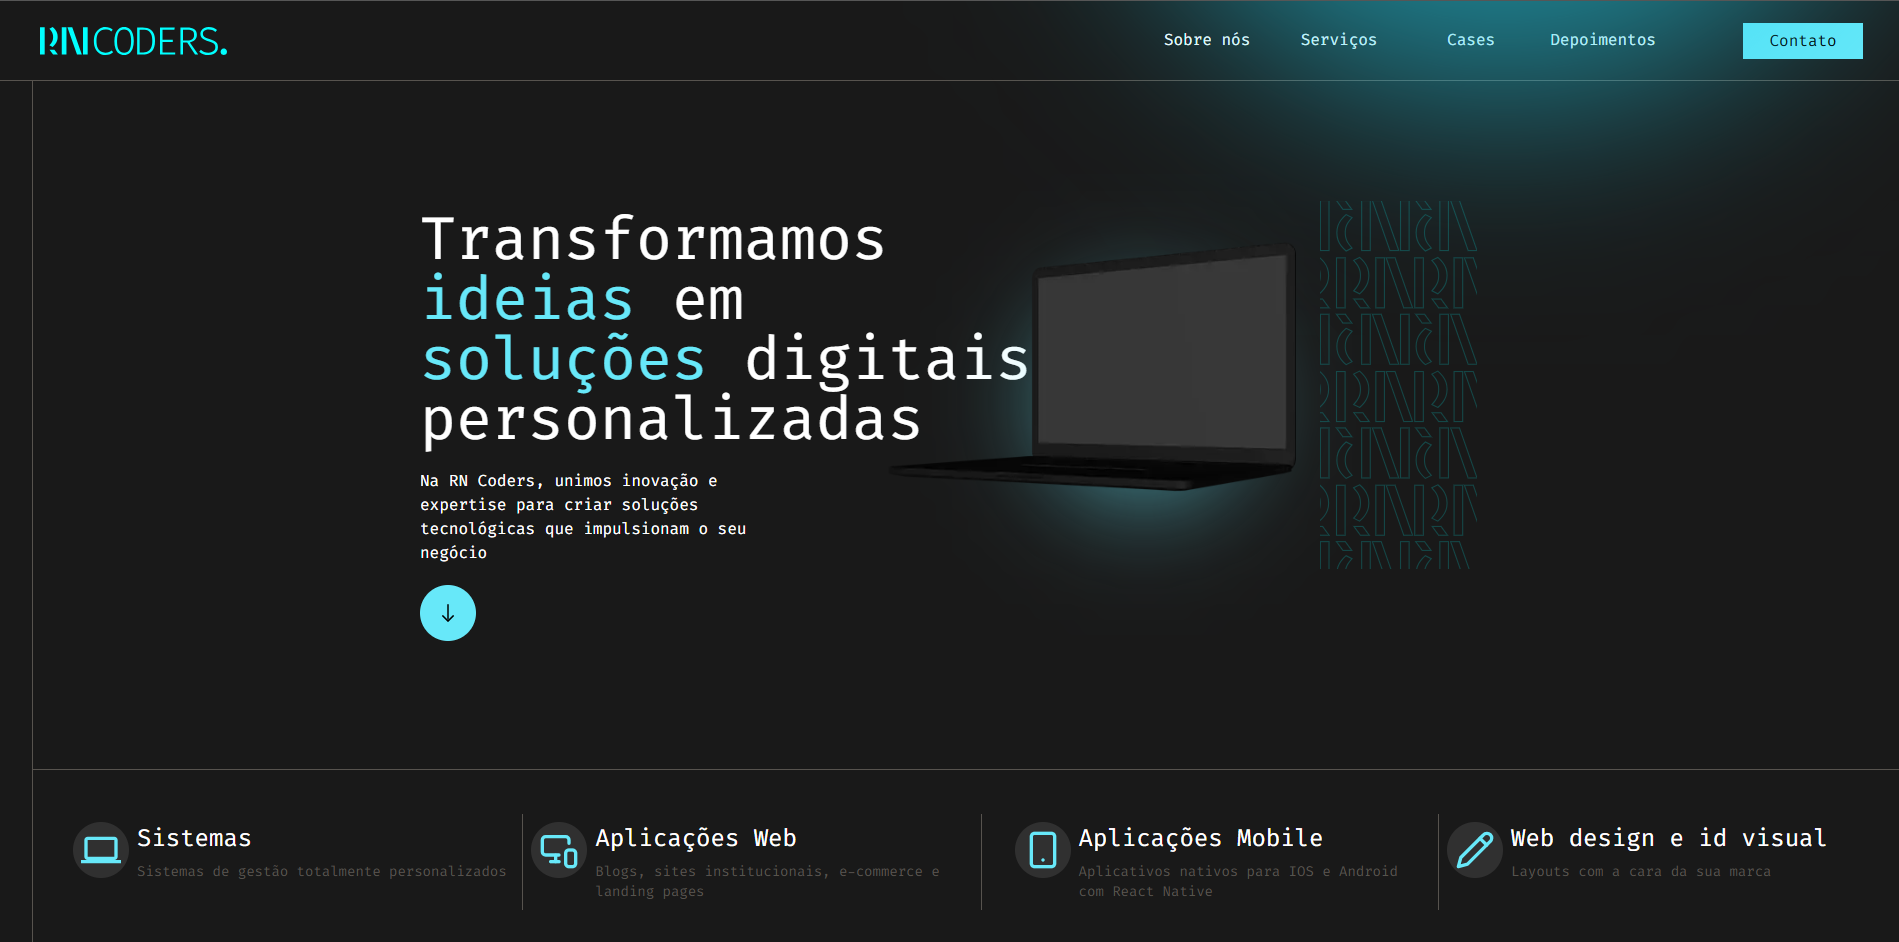 RNCODERS.
Sobre nós Serviços Cases Depoimentos Contato
Transformamos
ideias em
soluções digitais
personalizadas
Na RN Coders, unimos inovação e
expertise para criar soluções
tecnológicas que impulsionam o seu
negócio
Sistemas
Sistemas de gestão totalmente personalizados
Aplicações Web
Blogs, sites institucionais, e-commerce e
landing pages
Aplicações Mobile
Aplicativos nativos para IOS e Android
com React Native
Web design e id visual
Layouts com a cara da sua marca